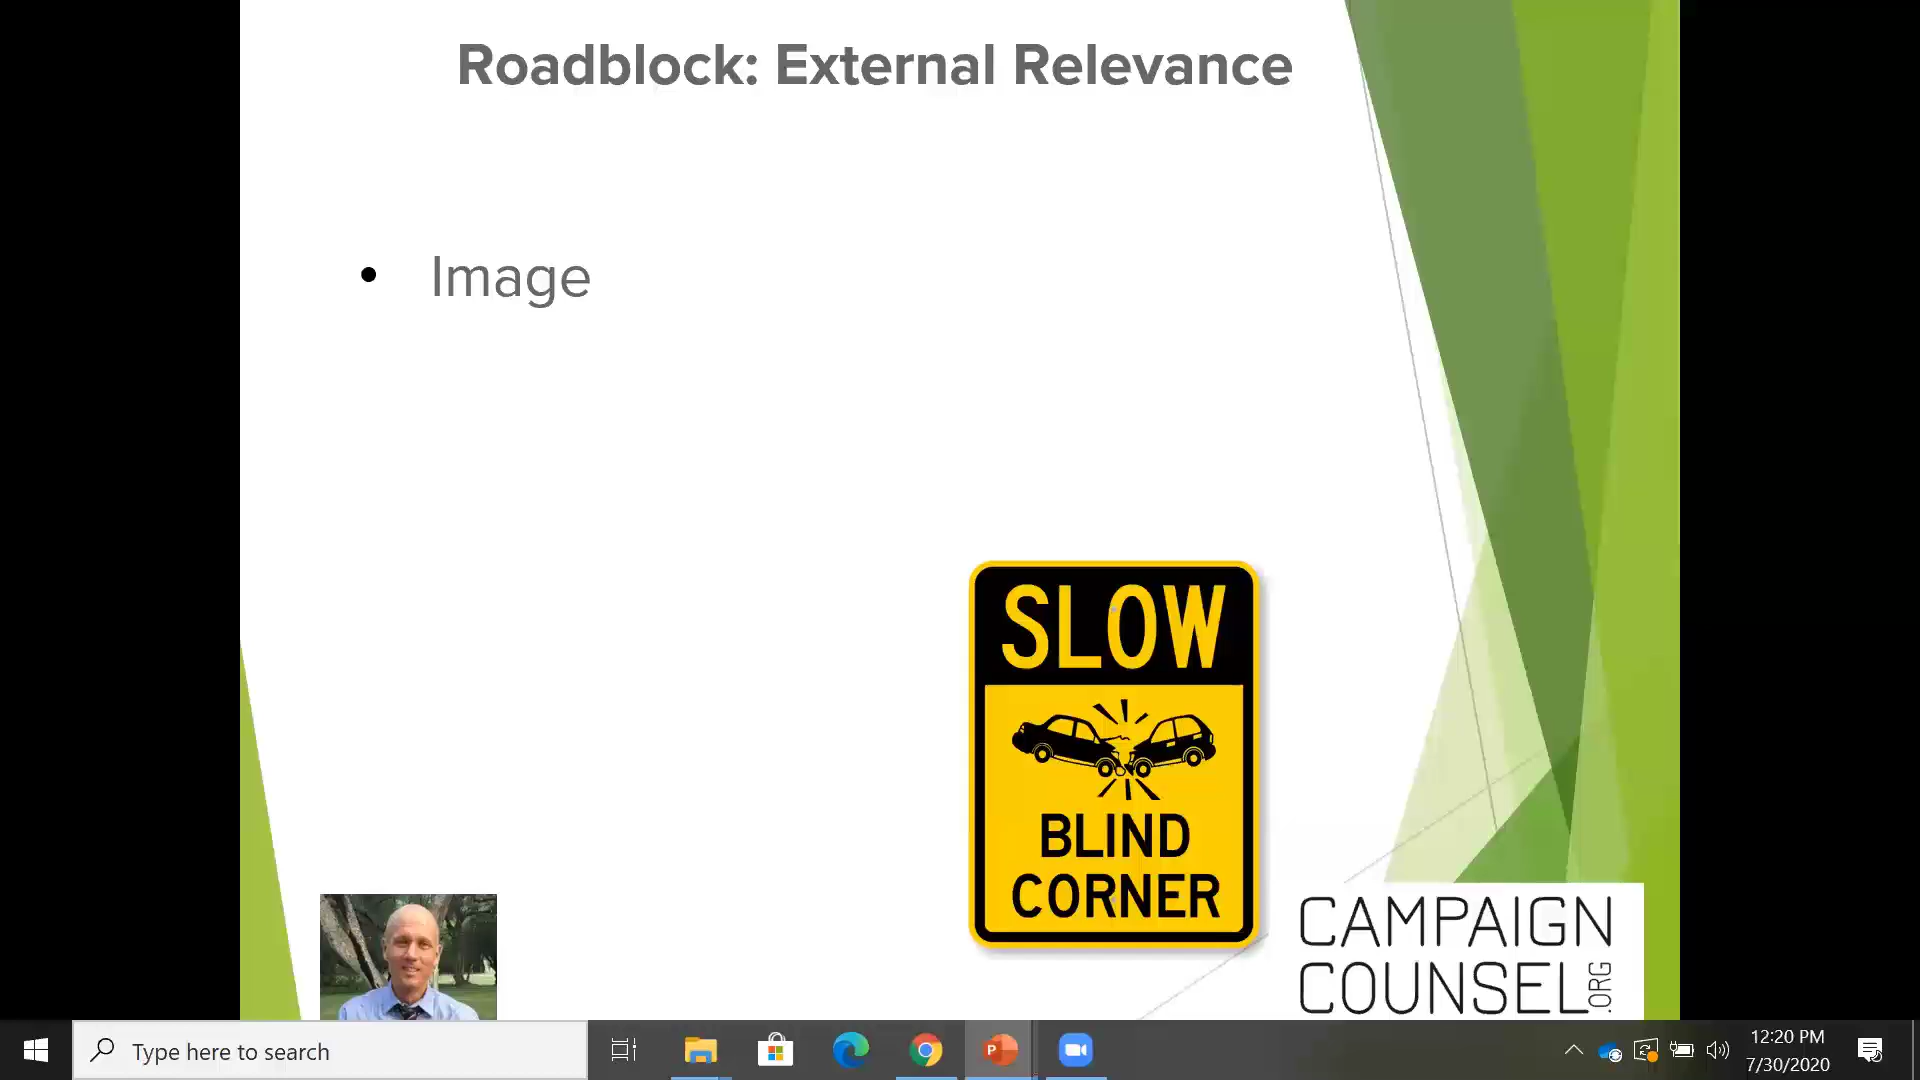 Roadblock: External Relevance
• Image
SLOW
BLIND
CORNER
CAMPAIGN
COUNSEL.ORG
Type here to search
P
12:20 PM
7/30/2020